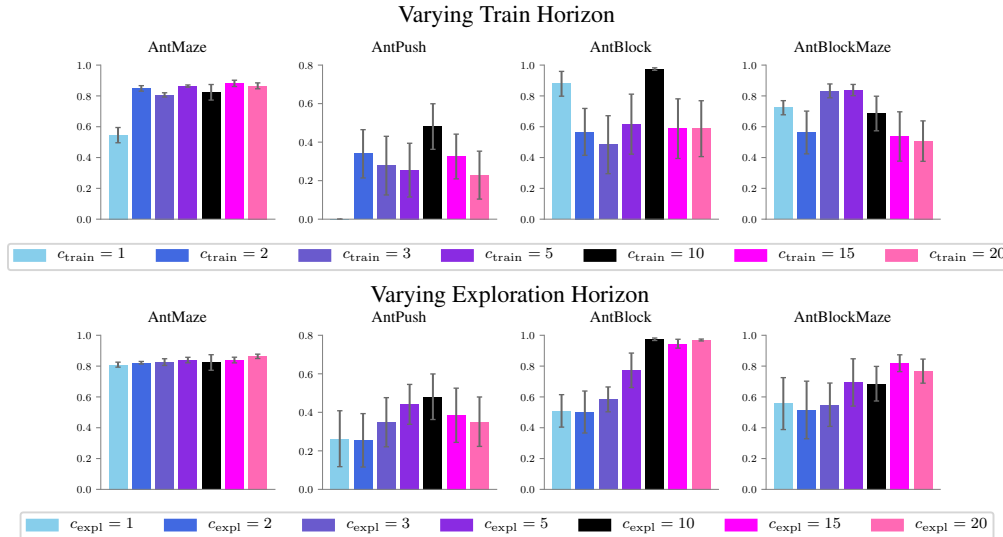 Varying Train Horizon
AntMaze AntPush AntBlock AntBlockMaze
1.0 0.8 1.0 1.0
0.8 0.6 0.8 0.8
0.6 0.4 0.6 0.6
0.4 0.2 0.4 0.4
0.2 0.2 0.2
0.0 0.0 0.0 0.0
c_train = 1 c_train = 2 c_train = 3 c_train = 5 c_train = 10 c_train = 15 c_train = 20
Varying Exploration Horizon
AntMaze AntPush AntBlock AntBlockMaze
1.0 0.8 1.0 1.0
0.8 0.6 0.8 0.8
0.6 0.4 0.6 0.6
0.4 0.2 0.4 0.4
0.2 0.2 0.2
0.0 0.0 0.0 0.0
c_expl = 1 c_expl = 2 c_expl = 3 c_expl = 5 c_expl = 10 c_expl = 15 c_expl = 20